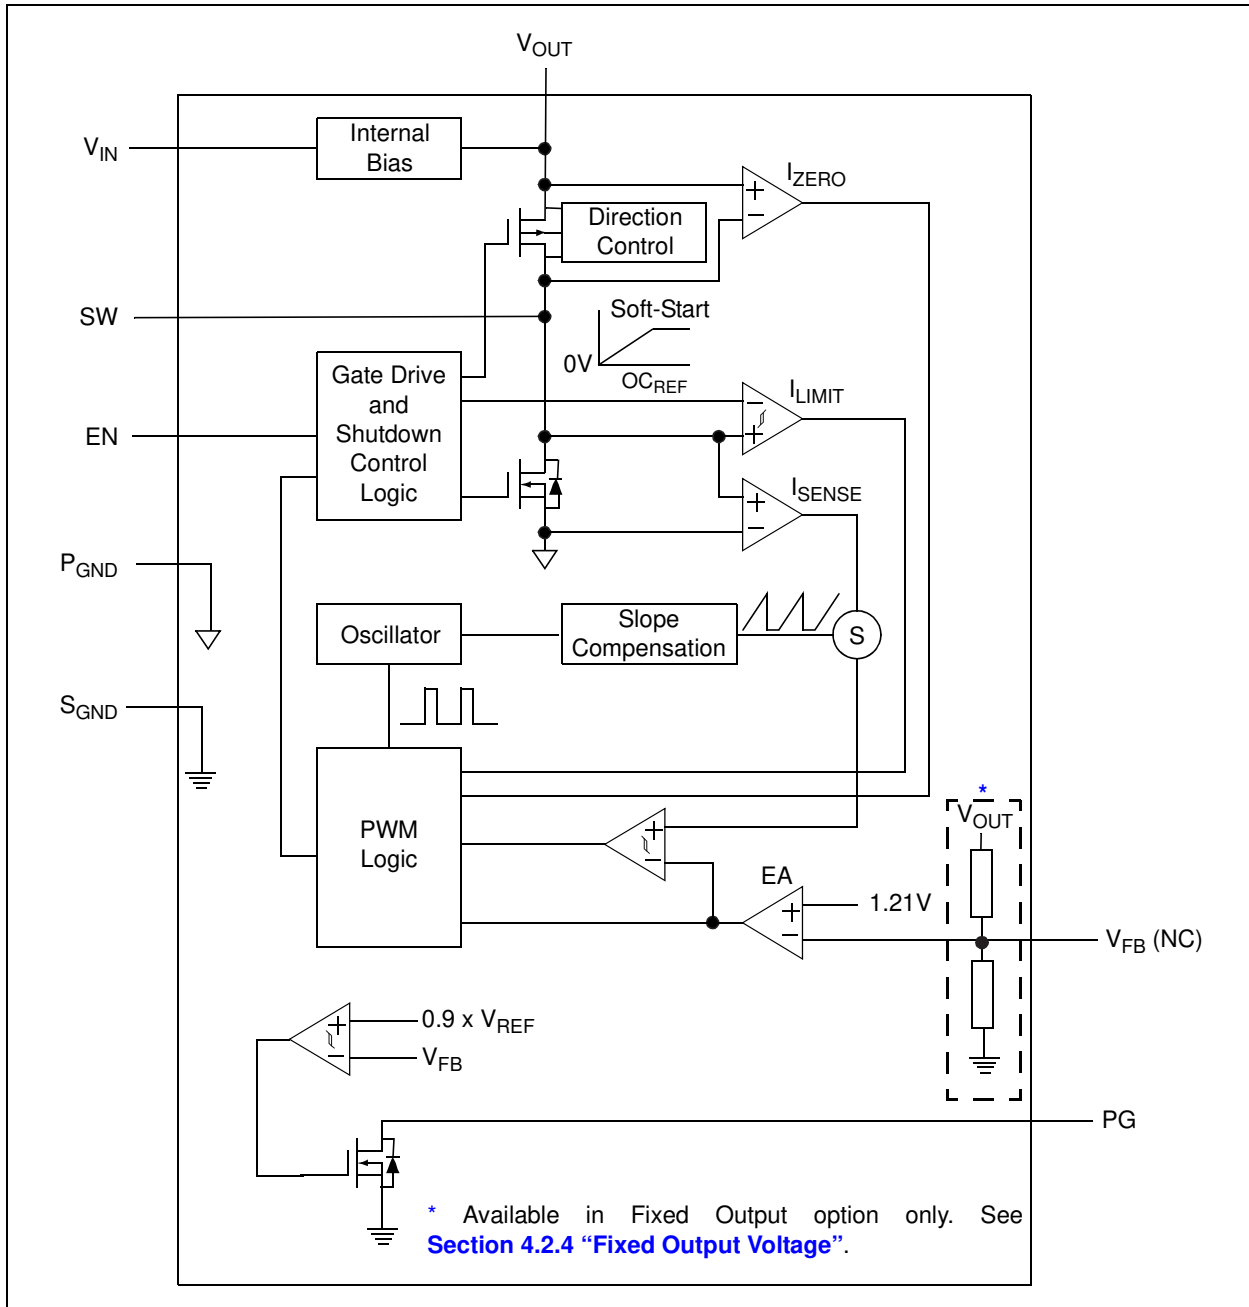 VOUT
VIN
Internal
Bias
IZERO
+
−
Direction
Control
SW
Soft-Start
0V
OCREF
Gate Drive
and
Shutdown
Control
Logic
ILIMIT
−
+
EN
ISENSE
+
−
PGND
Oscillator
Slope
Compensation
S
SGND
PWM
Logic
+
−
EA
+
−
1.21V
*
VOUT
VFB (NC)
+
−
0.9 x VREF
VFB
PG
* Available in Fixed Output option only. See
Section 4.2.4 “Fixed Output Voltage”.